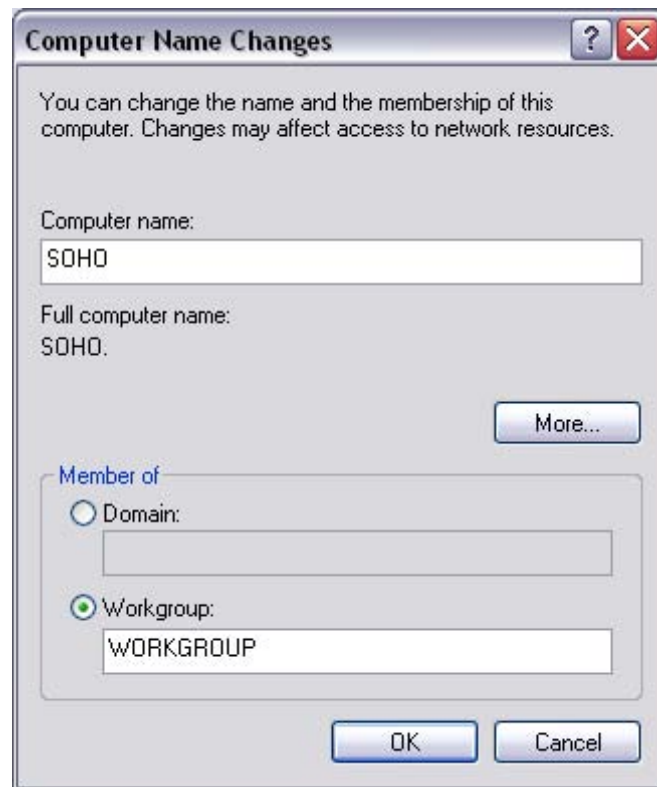 Computer Name Changes
?
You can change the name and the membership of this
computer. Changes may affect access to network resources.
Computer name:
SOHO
Full computer name:
SOHO.
More...
Member of
Domain:
Workgroup:
WORKGROUP
OK Cancel